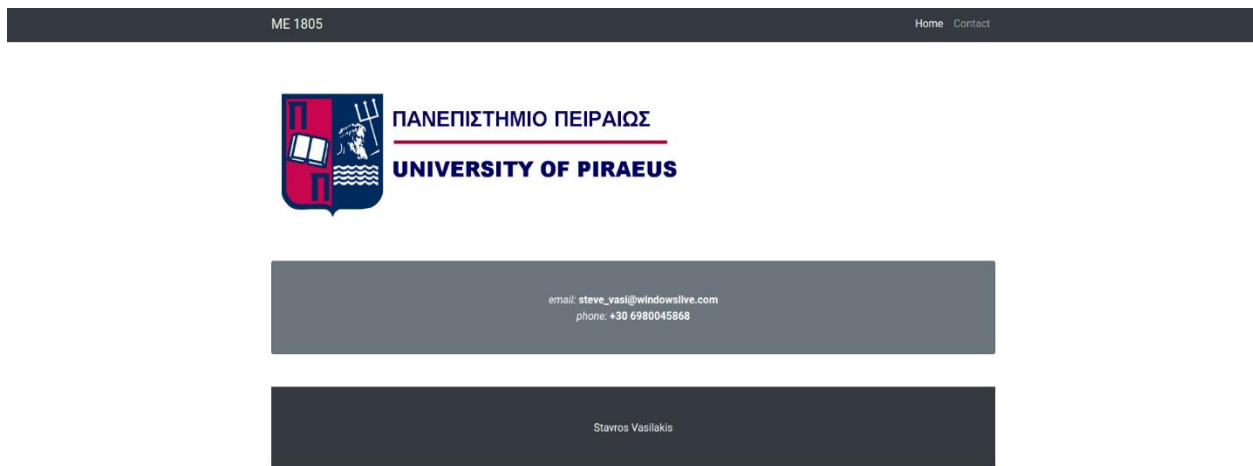 ME 1805
Home Contact
ΠΑΝΕΠΙΣΤΗΜΙΟ ΠΕΙΡΑΙΩΣ
UNIVERSITY OF PIRAEUS
email: steve_vasi@windowslive.com
phone: +30 6980045868
Stavros Vasilakis